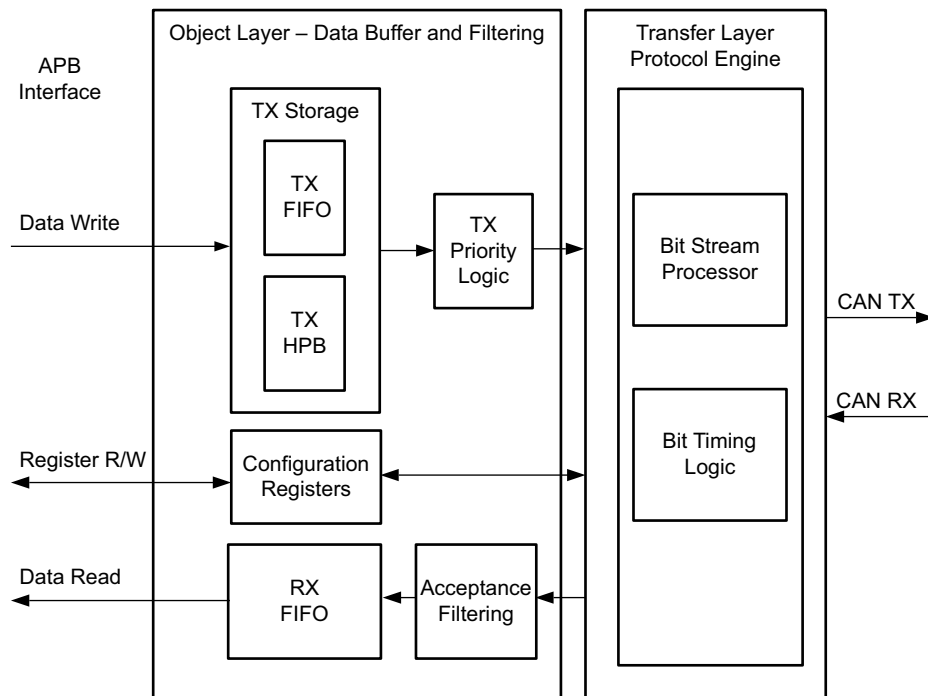 Object Layer – Data Buffer and Filtering
Transfer Layer
Protocol Engine
APB
Interface
TX Storage
TX
FIFO
TX
HPB
Data Write
TX
Priority
Logic
Bit Stream
Processor
CAN TX
CAN RX
Bit Timing
Logic
Register R/W
Configuration
Registers
Data Read
RX
FIFO
Acceptance
Filtering